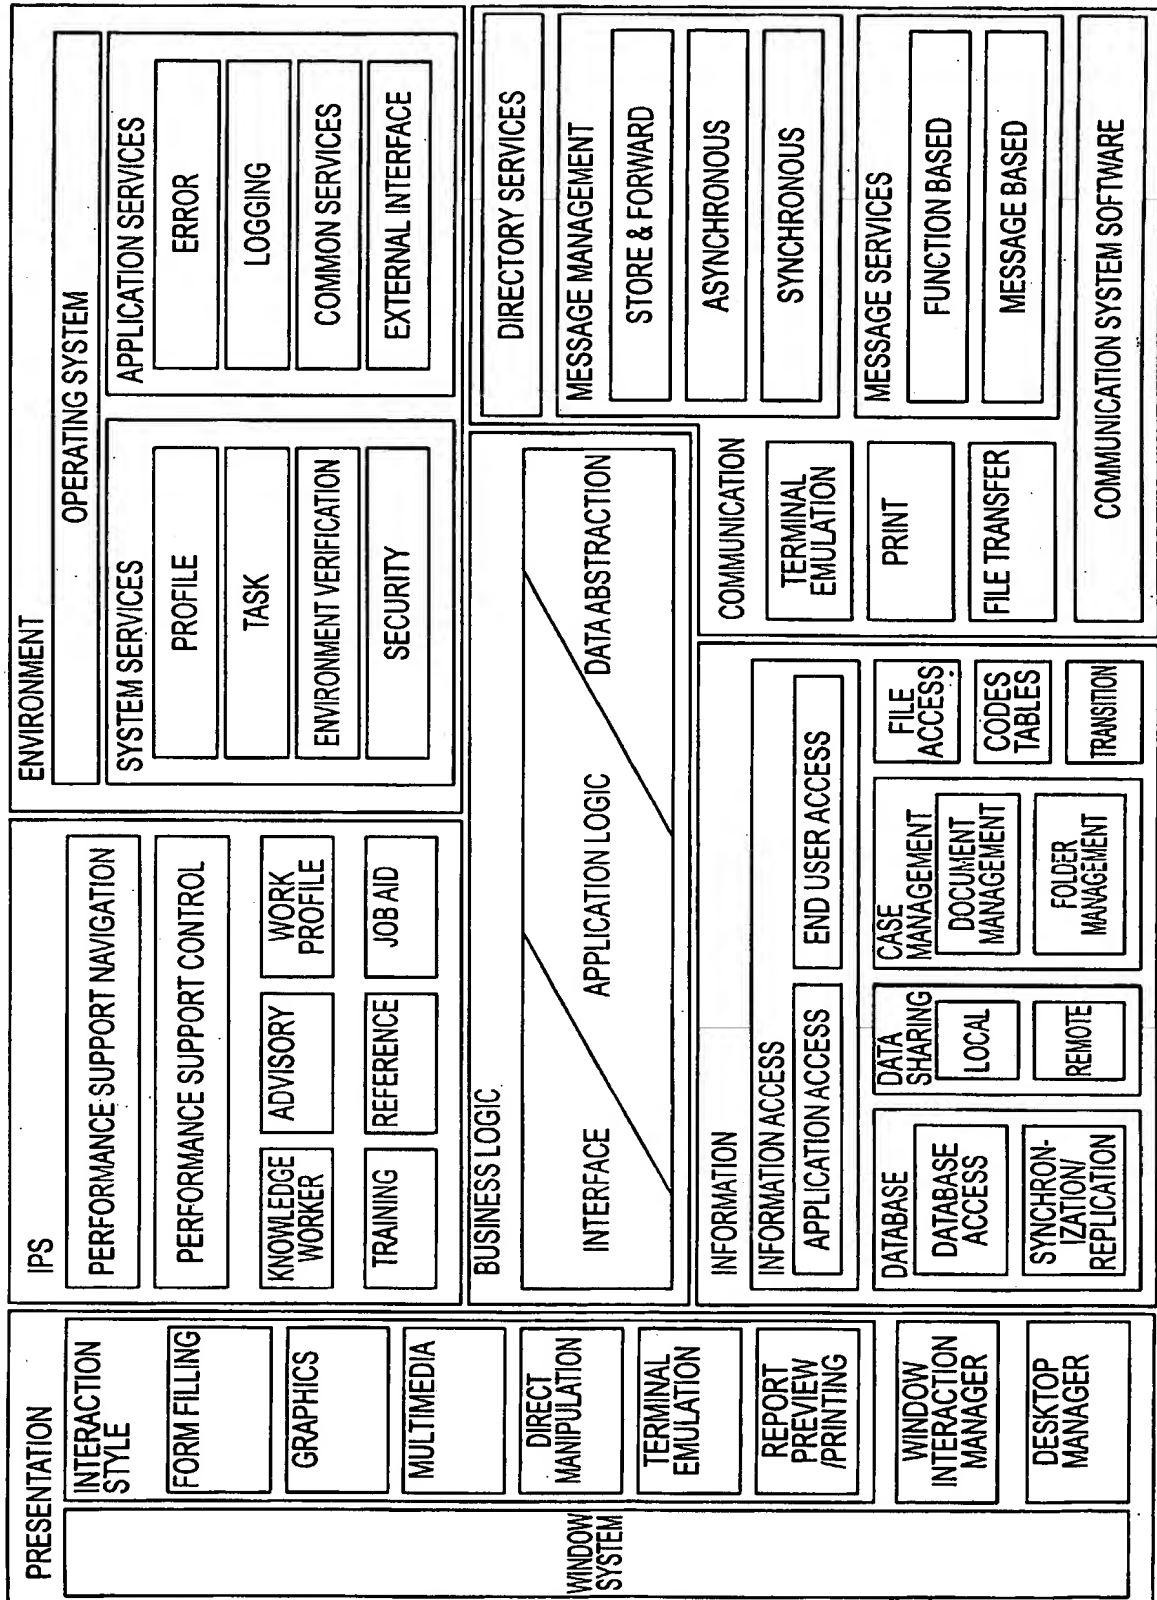 PRESENTATION
WINDOW
SYSTEM
INTERACTION
STYLE
FORM FILLING
GRAPHICS
MULTIMEDIA
DIRECT
MANIPULATION
TERMINAL
EMULATION
REPORT
PREVIEW
/PRINTING
WINDOW
INTERACTION
MANAGER
DESKTOP
MANAGER
IPS
PERFORMANCE SUPPORT NAVIGATION
PERFORMANCE SUPPORT CONTROL
KNOWLEDGE
WORKER
ADVISORY
WORK
PROFILE
TRAINING
REFERENCE
JOB AID
ENVIRONMENT
OPERATING SYSTEM
SYSTEM SERVICES
PROFILE
TASK
ENVIRONMENT VERIFICATION
SECURITY
APPLICATION SERVICES
ERROR
LOGGING
COMMON SERVICES
EXTERNAL INTERFACE
BUSINESS LOGIC
INTERFACE
APPLICATION LOGIC
DATA ABSTRACTION
INFORMATION
INFORMATION ACCESS
APPLICATION ACCESS
END USER ACCESS
DATABASE
DATABASE
ACCESS
SYNCHRON-
IZATION/
REPLICATION
DATA
SHARING
LOCAL
REMOTE
CASE
MANAGEMENT
DOCUMENT
MANAGEMENT
FOLDER
MANAGEMENT
FILE
ACCESS
CODES
TABLES
TRANSITION
COMMUNICATION
TERMINAL
EMULATION
PRINT
FILE TRANSFER
DIRECTORY SERVICES
MESSAGE MANAGEMENT
STORE & FORWARD
ASYNCHRONOUS
SYNCHRONOUS
MESSAGE SERVICES
FUNCTION BASED
MESSAGE BASED
COMMUNICATION SYSTEM SOFTWARE